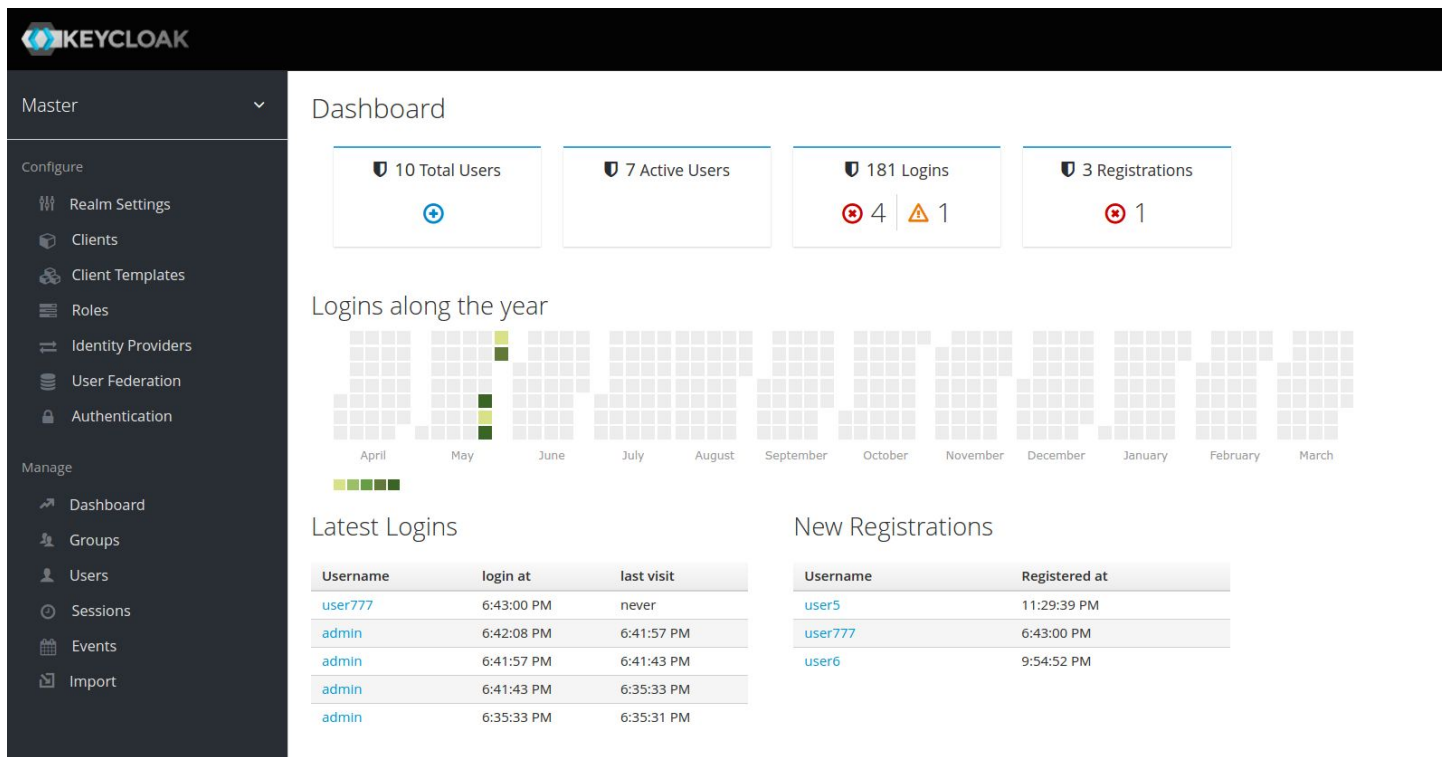 KEYCLOAK
Master
Configure
Realm Settings
Clients
Client Templates
Roles
Identity Providers
User Federation
Authentication
Manage
Dashboard
Groups
Users
Sessions
Events
Import
Dashboard
10 Total Users
7 Active Users
181 Logins
4 1
3 Registrations
1
Logins along the year
April May June July August September October November December January February March
Latest Logins
Username login at last visit
user777 6:43:00 PM never
admin 6:42:08 PM 6:41:57 PM
admin 6:41:57 PM 6:41:43 PM
admin 6:41:43 PM 6:35:33 PM
admin 6:35:33 PM 6:35:31 PM
New Registrations
Username Registered at
user5 11:29:39 PM
user777 6:43:00 PM
user6 9:54:52 PM